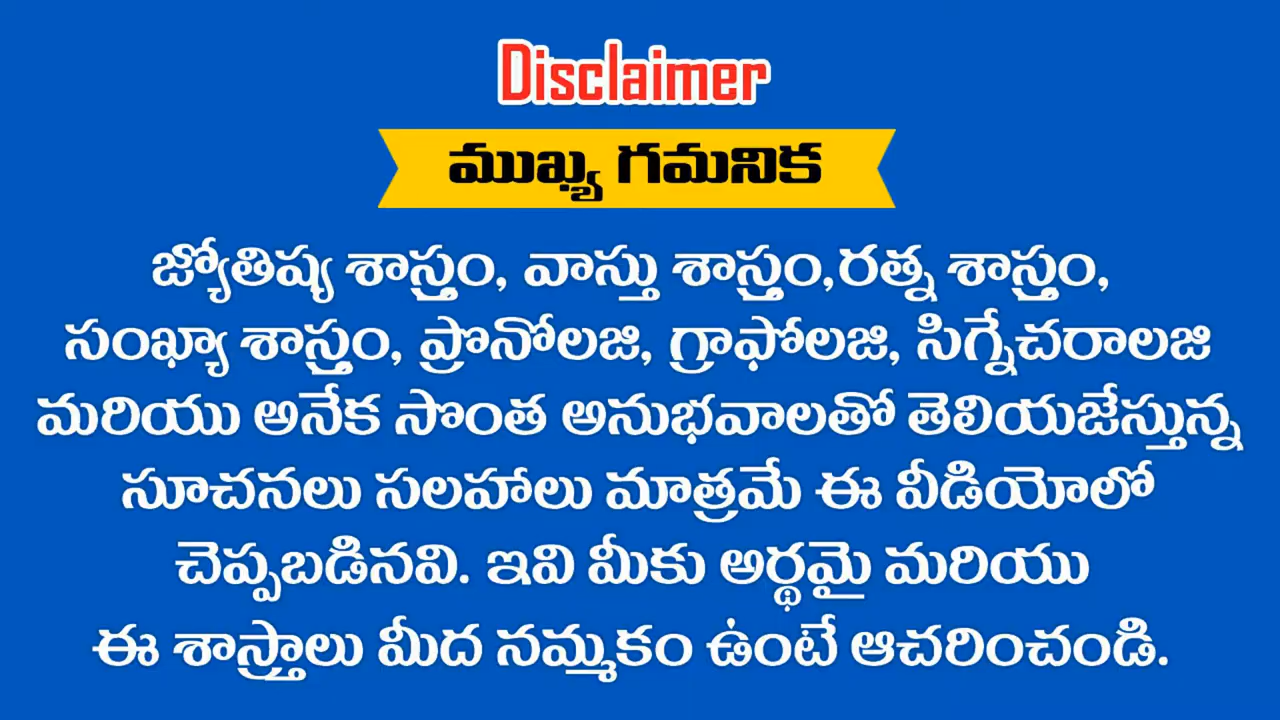 Disclaimer
ముఖ్య గమనిక
జ్యోతిష్య శాస్త్రం, వాస్తు శాస్త్రం,రత్న శాస్త్రం,
సంఖ్యా శాస్త్రం, ప్రొనోలజి, గ్రాఫోలజి, సిగ్నేచరాలజి
మరియు అనేక సొంత అనుభవాలతో తెలియజేస్తున్న
సూచనలు సలహాలు మాత్రమే ఈ వీడియోలో
చెప్పబడినవి. ఇవి మీకు అర్థమై మరియు
ఈ శాస్త్రాలు మీద నమ్మకం ఉంటే ఆచరించండి.